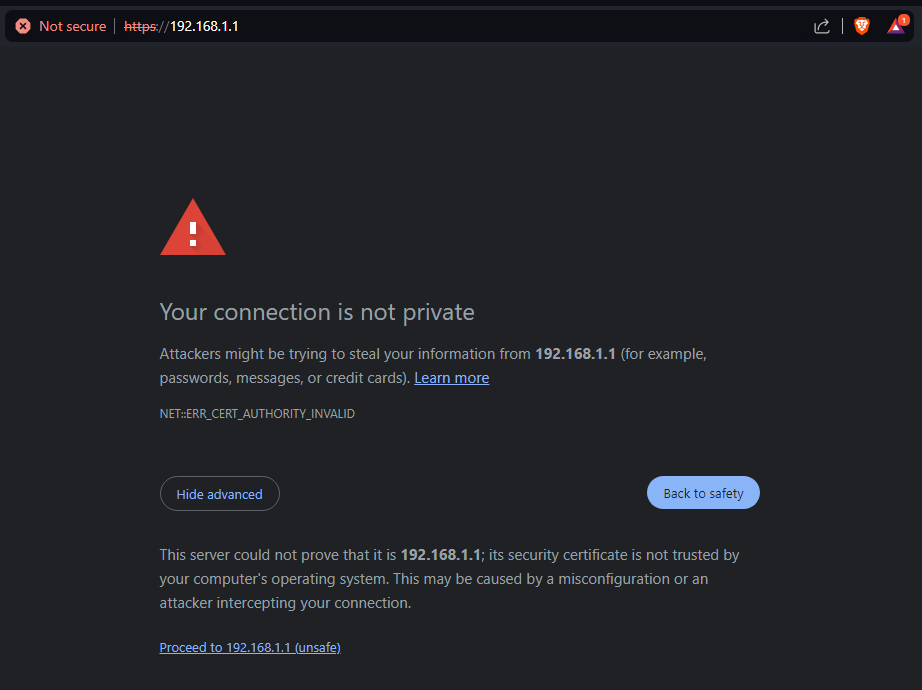 Not secure https://192.168.1.1 1
Your connection is not private
Attackers might be trying to steal your information from 192.168.1.1 (for example,
passwords, messages, or credit cards). Learn more
NET::ERR_CERT_AUTHORITY_INVALID
Hide advanced Back to safety
This server could not prove that it is 192.168.1.1; its security certificate is not trusted by
your computer's operating system. This may be caused by a misconfiguration or an
attacker intercepting your connection.
Proceed to 192.168.1.1 (unsafe)